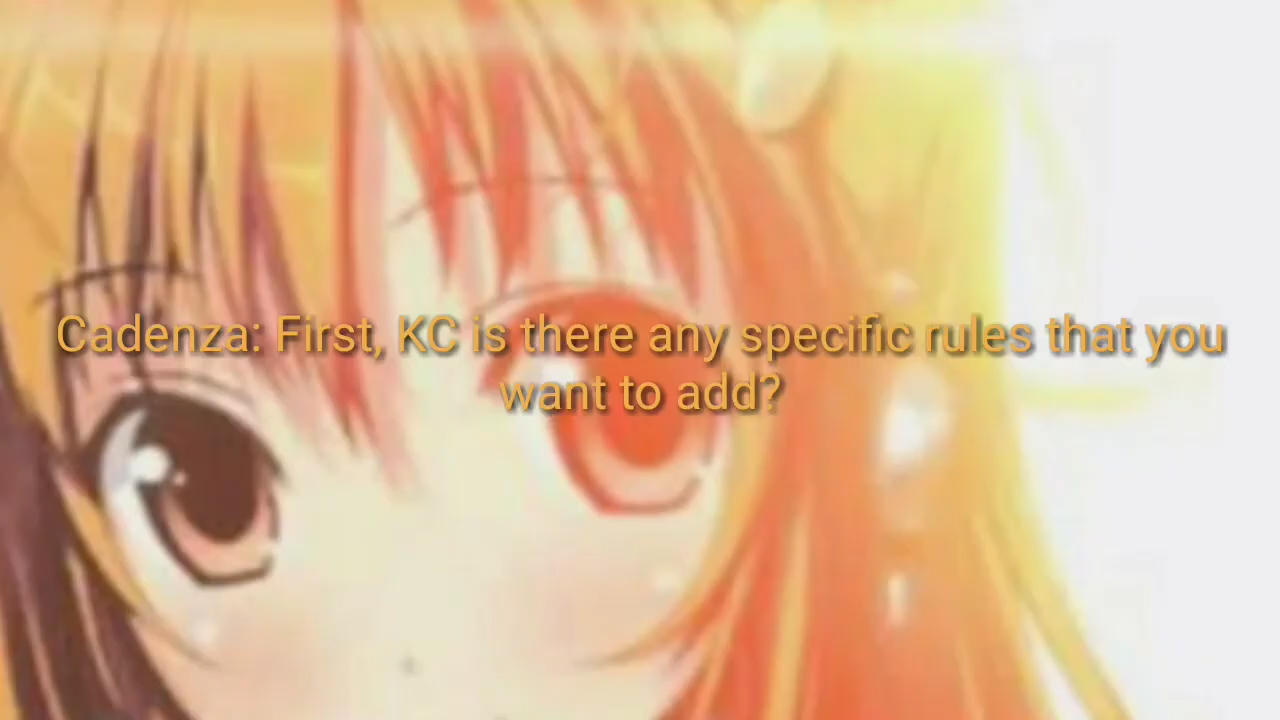 Cadenza: First, KC is there any specific rules that you
want to add?